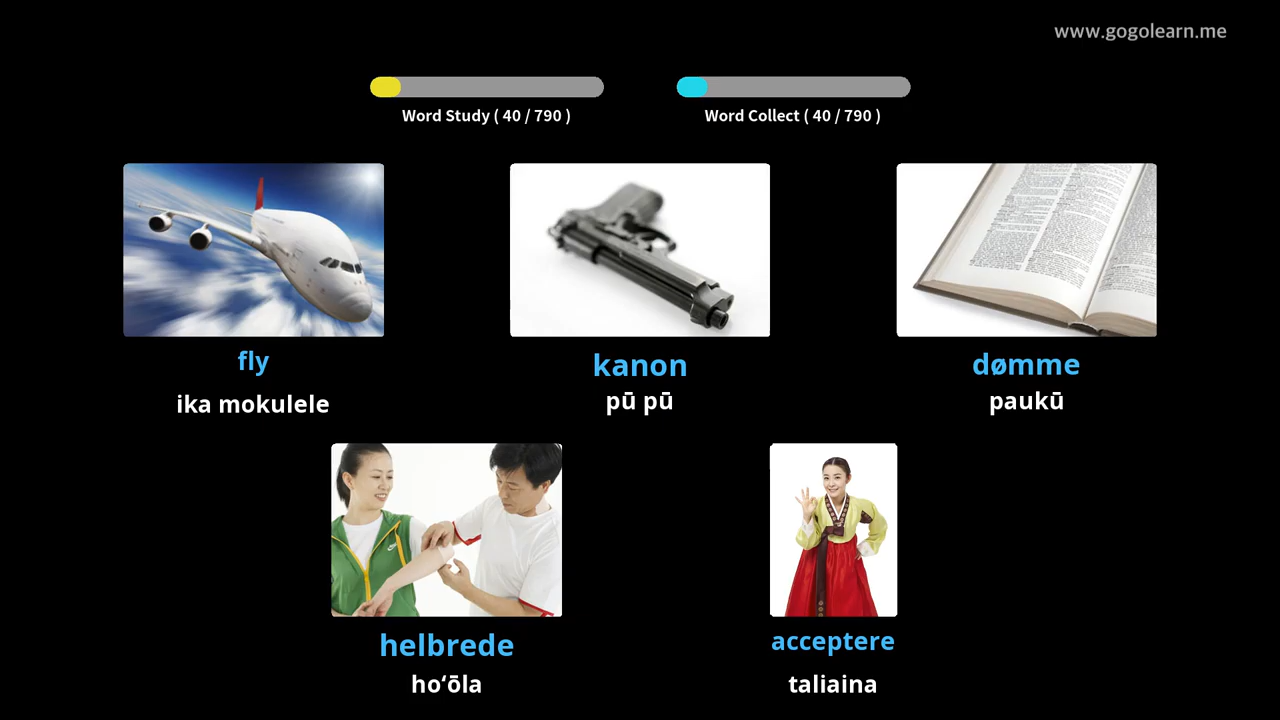 www.gogolearn.me
Word Study ( 40 / 790 )
Word Collect ( 40 / 790 )
fly
ika mokulele
kanon
pū pū
dømme
paukū
helbrede
hoʻōla
acceptere
taliaina